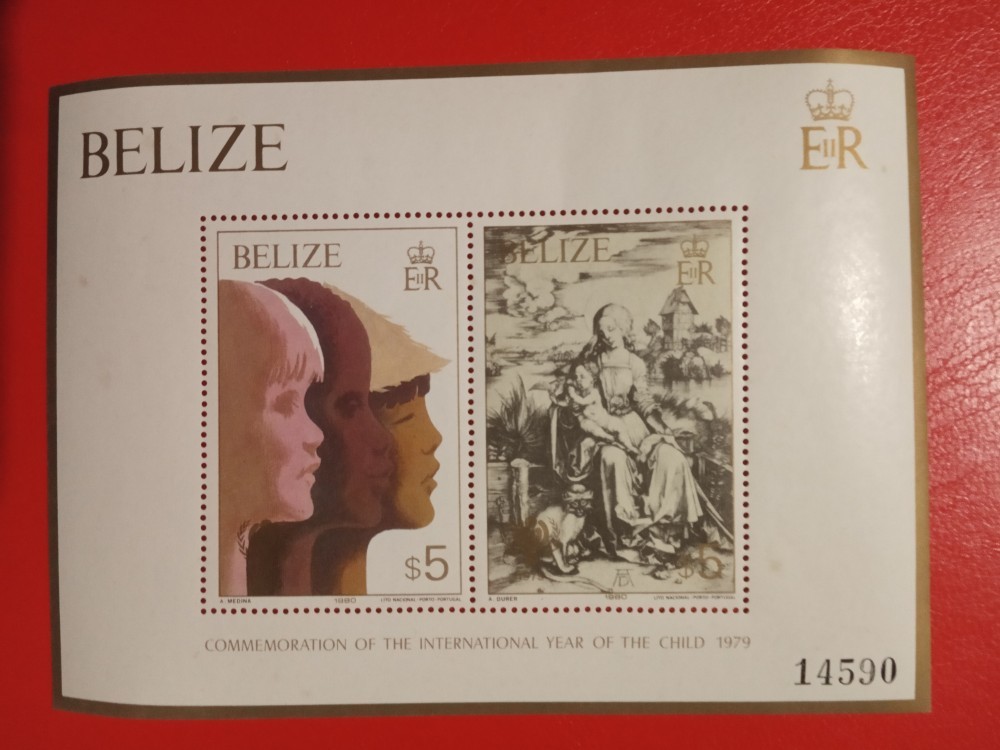 BELIZE
EIIR
BELIZE
EIIR
$5
A. MEDINA 1980 LITO NACIONAL-PORTO-PORTUGAL
BELIZE
EIIR
$5
A. DURER 1980 LITO NACIONAL-PORTO-PORTUGAL
COMMEMORATION OF THE INTERNATIONAL YEAR OF THE CHILD 1979
14590